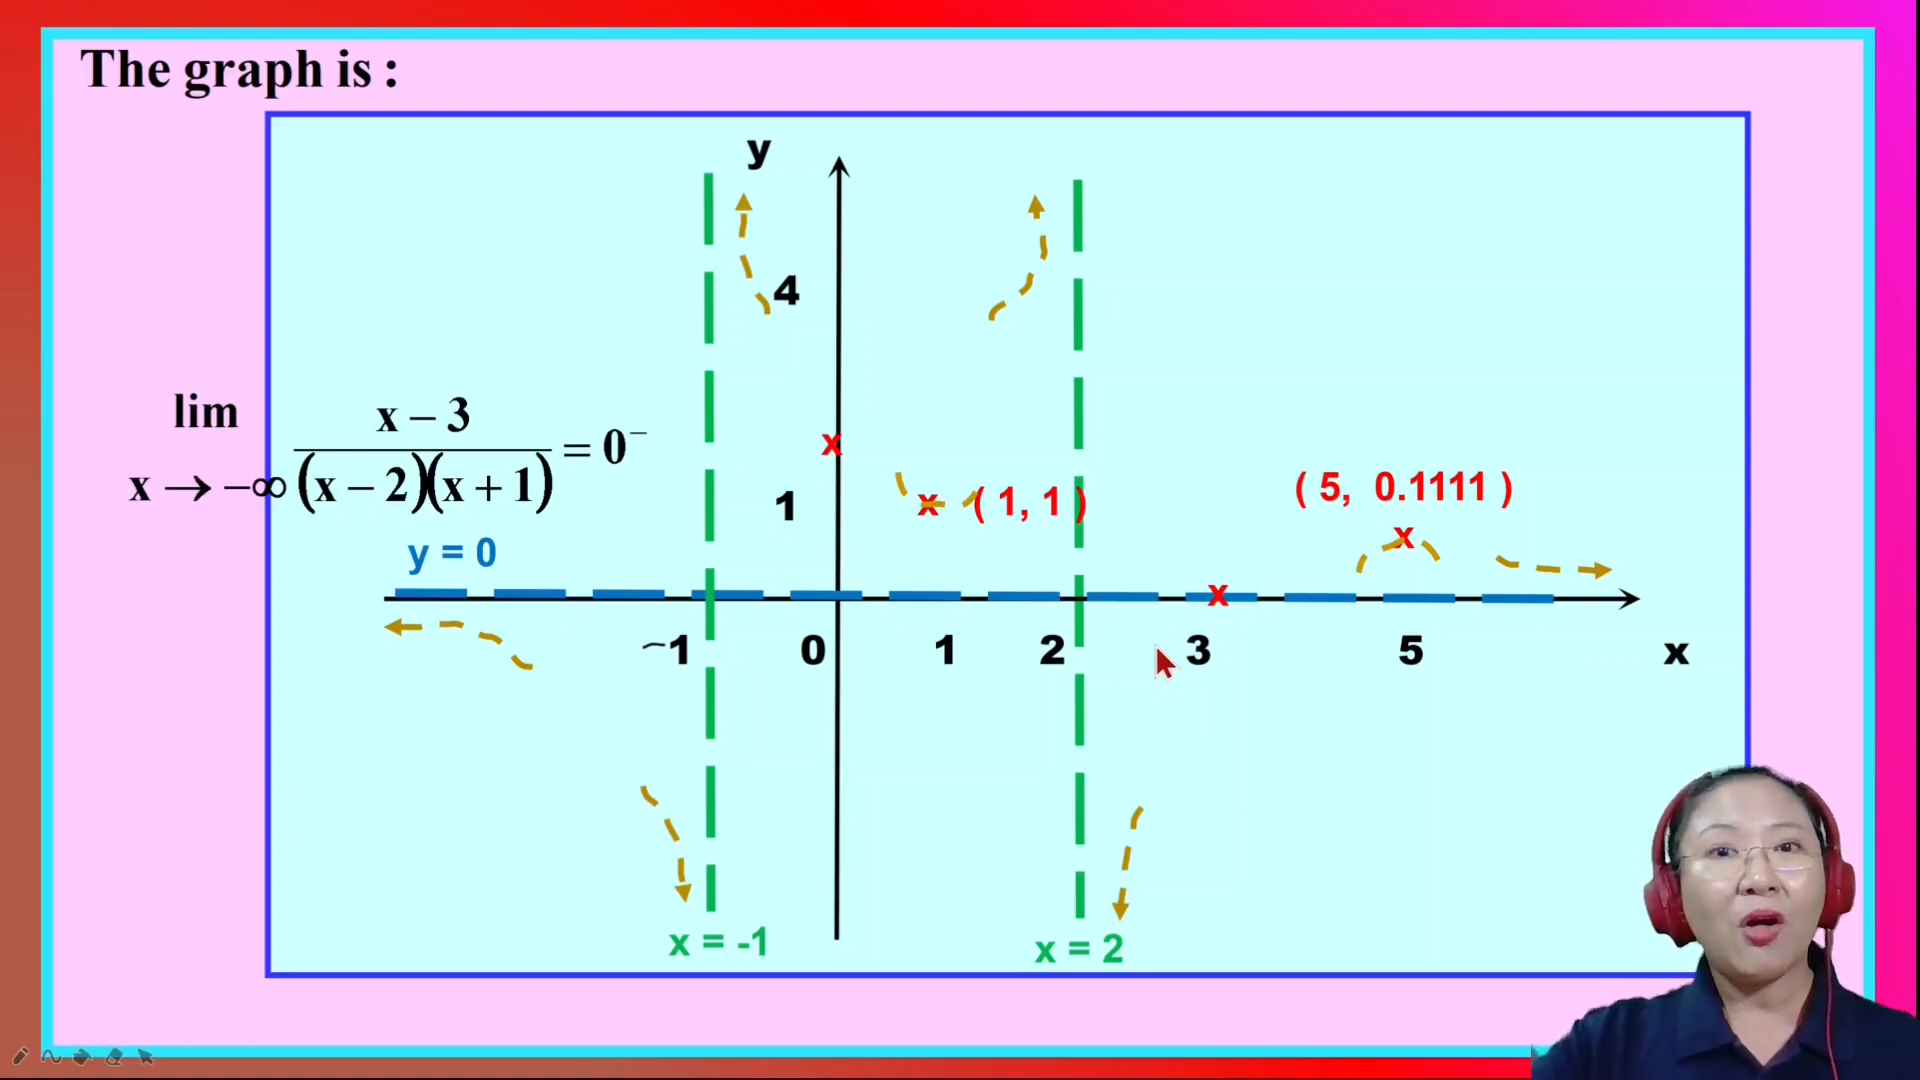 The graph is :
y
4
lim x → −∞ (x − 3) / ((x − 2)(x + 1)) = 0⁻
x
1
x ( 1, 1 )
( 5, 0.1111 )
x
y = 0
x
−1 0 1 2 3 5 x
x = -1
x = 2